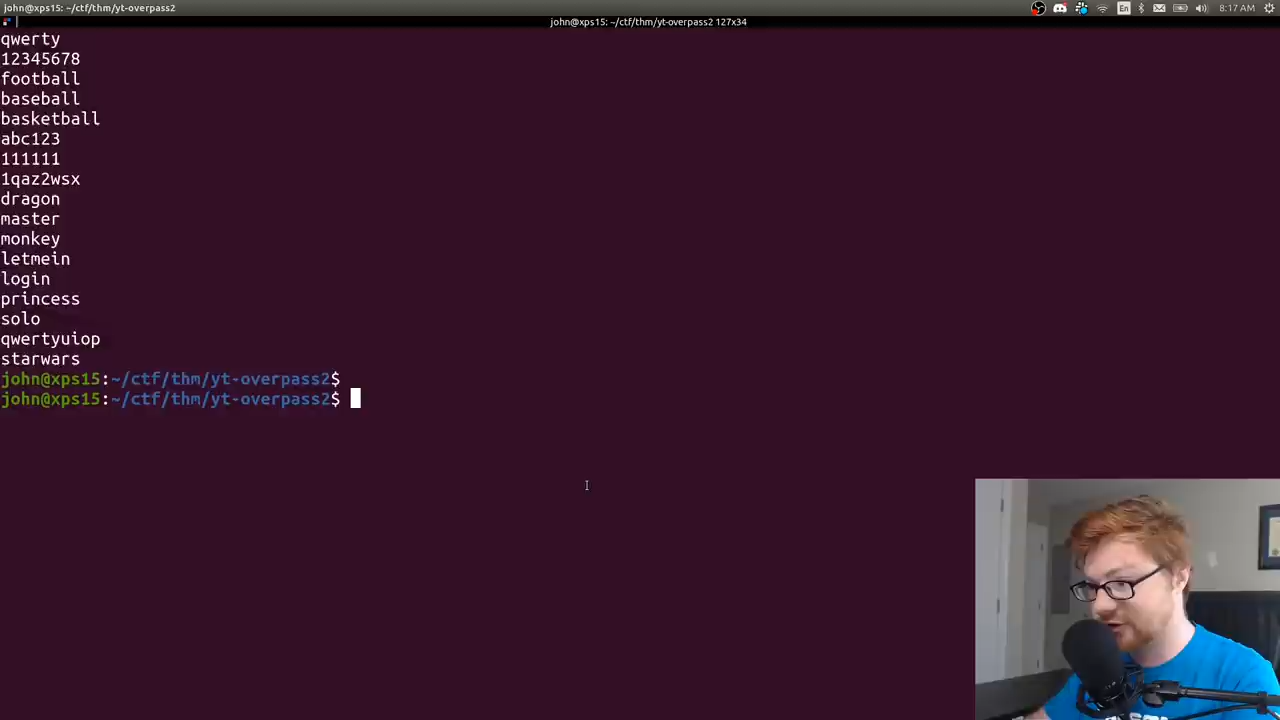 john@xps15: ~/ctf/thm/yt-overpass2
En
8:17 AM
john@xps15: ~/ctf/thm/yt-overpass2 127x34
qwerty
12345678
football
baseball
basketball
abc123
111111
1qaz2wsx
dragon
master
monkey
letmein
login
princess
solo
qwertyuiop
starwars
john@xps15:~/ctf/thm/yt-overpass2$
john@xps15:~/ctf/thm/yt-overpass2$